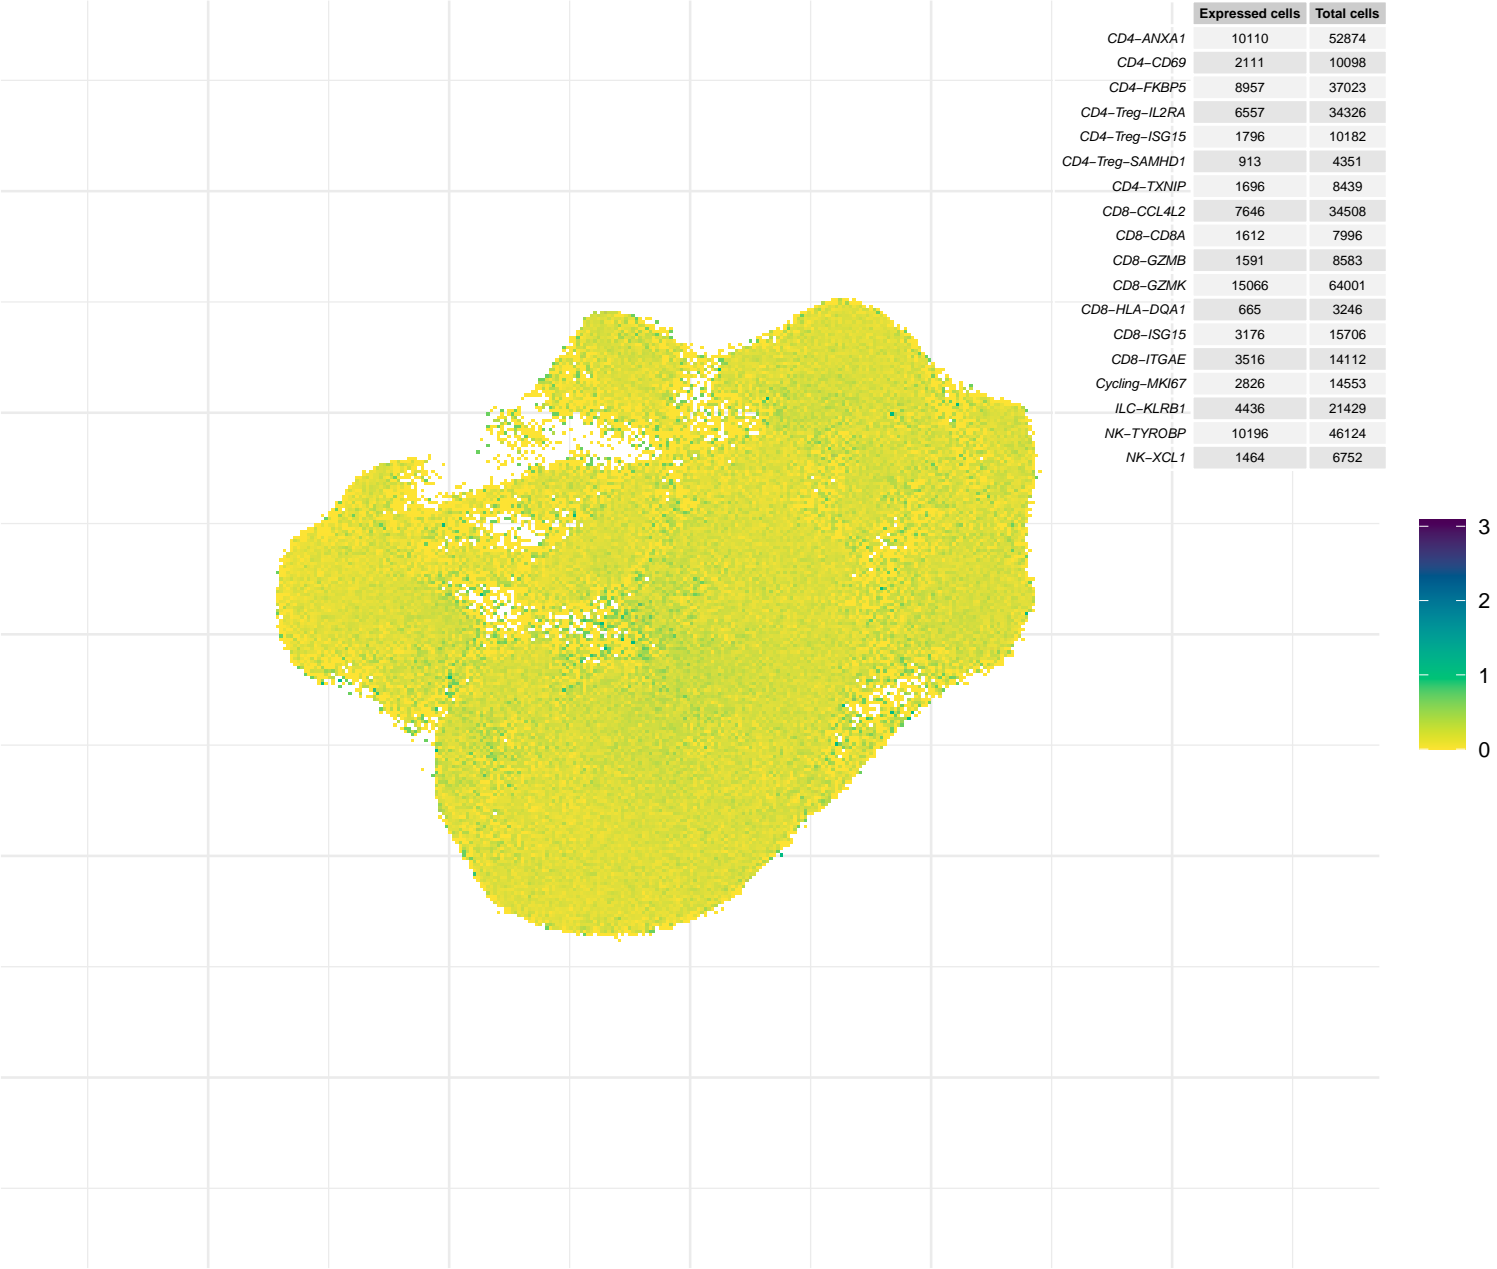 Expressed cells Total cells
CD4−ANXA1 10110 52874
CD4−CD69 2111 10098
CD4−FKBP5 8957 37023
CD4−Treg−IL2RA 6557 34326
CD4−Treg−ISG15 1796 10182
CD4−Treg−SAMHD1 913 4351
CD4−TXNIP 1696 8439
CD8−CCL4L2 7646 34508
CD8−CD8A 1612 7996
CD8−GZMB 1591 8583
CD8−GZMK 15066 64001
CD8−HLA−DQA1 665 3246
CD8−ISG15 3176 15706
CD8−ITGAE 3516 14112
Cycling−MKI67 2826 14553
ILC−KLRB1 4436 21429
NK−TYROBP 10196 46124
NK−XCL1 1464 6752
3
2
1
0